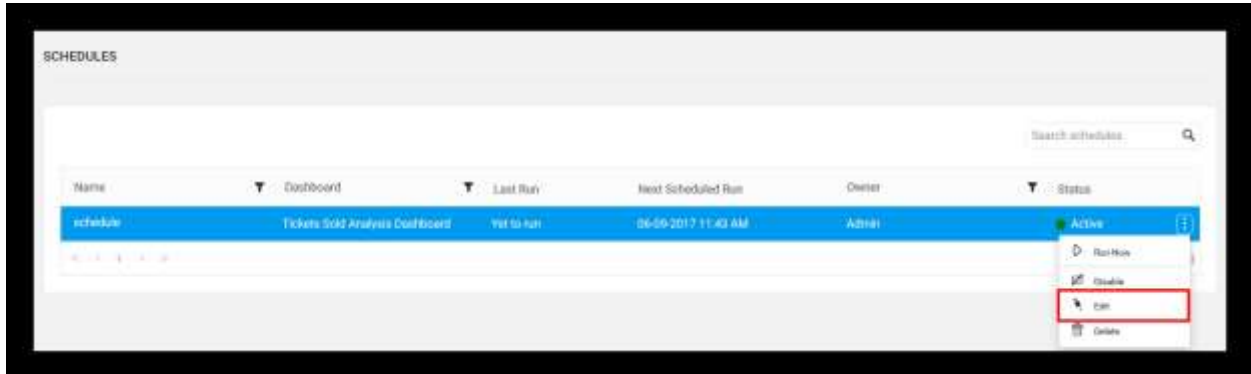 SCHEDULES
Search schedules
Name Dashboard Last Run Next Scheduled Run Owner Status
schedule Tickets Sold Analysis Dashboard Yet to run 06-09-2017 11:43 AM Admin Active
Run Now
1
Disable
Edit
Delete